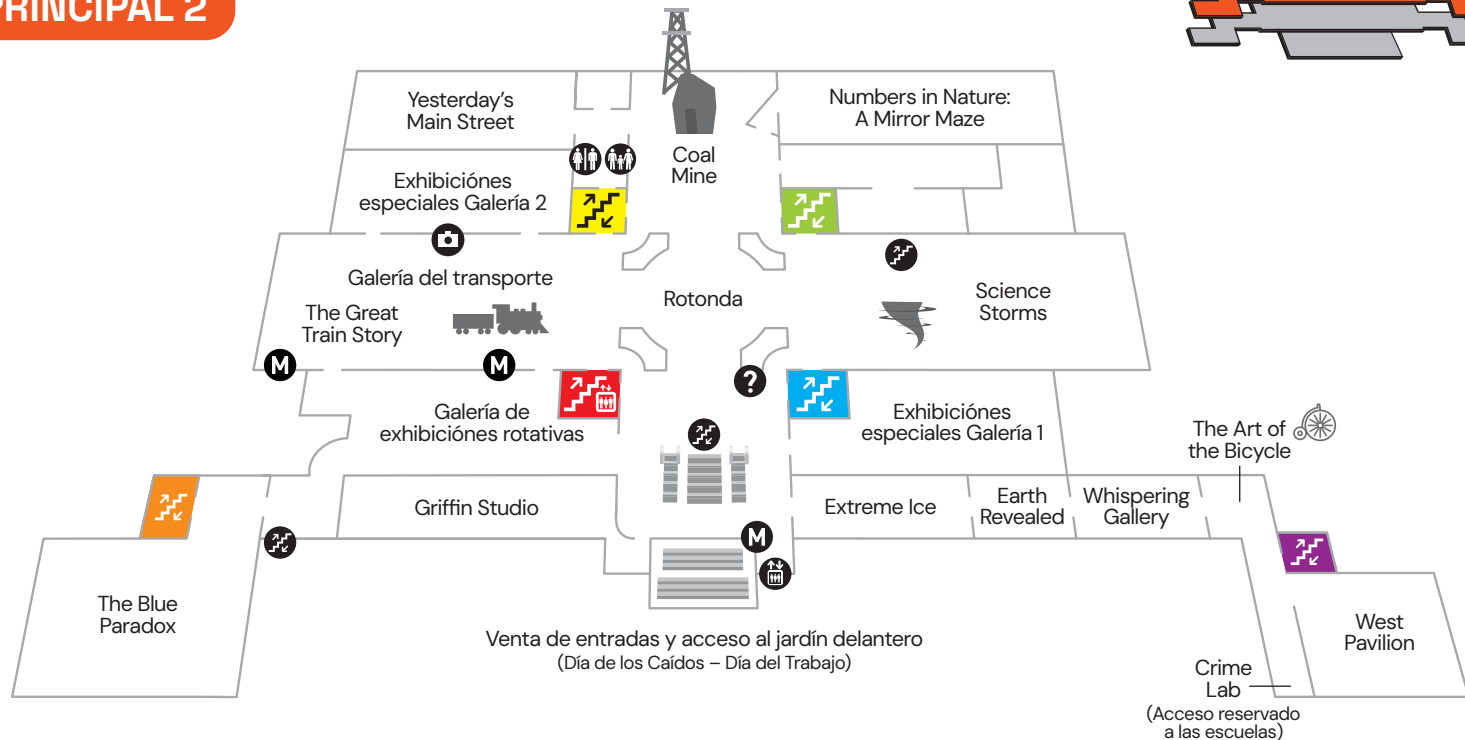 PRINCIPAL 2
Yesterday's
Main Street
Numbers in Nature:
A Mirror Maze
Coal
Mine
Exhibiciónes
especiales Galería 2
Galería del transporte
The Great
Train Story
Rotonda
Science
Storms
M
M
?
Galería de
exhibiciónes rotativas
Exhibiciónes
especiales Galería 1
The Art of
the Bicycle
Griffin Studio
Extreme Ice
Earth
Revealed
Whispering
Gallery
M
The Blue
Paradox
West
Pavilion
Venta de entradas y acceso al jardín delantero
(Día de los Caídos – Día del Trabajo)
Crime
Lab
(Acceso reservado
a las escuelas)